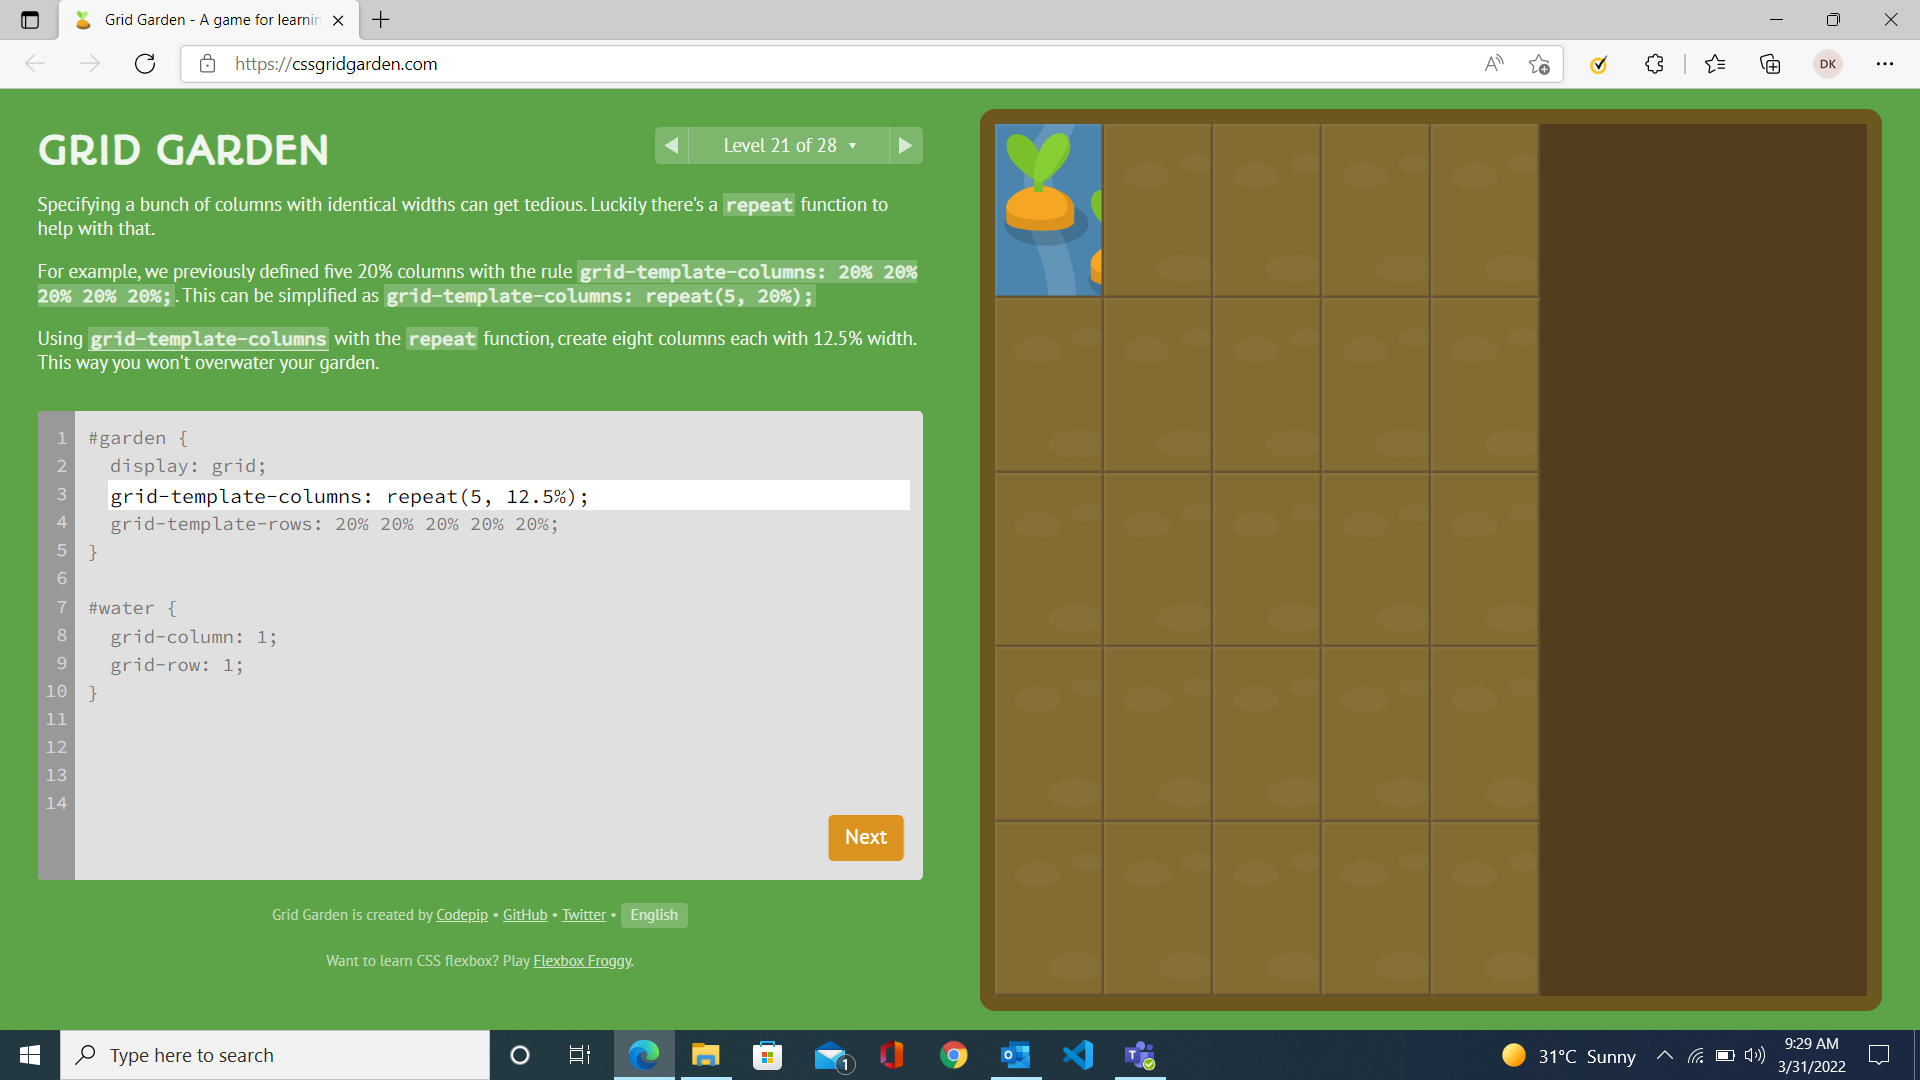 Grid Garden - A game for learnin
https://cssgridgarden.com
DK
GRID GARDEN
Level 21 of 28
Specifying a bunch of columns with identical widths can get tedious. Luckily there's a repeat function to
help with that.
For example, we previously defined five 20% columns with the rule grid-template-columns: 20% 20%
20% 20% 20%;. This can be simplified as grid-template-columns: repeat(5, 20%);
Using grid-template-columns with the repeat function, create eight columns each with 12.5% width.
This way you won't overwater your garden.
1 #garden {
2 display: grid;
3 grid-template-columns: repeat(5, 12.5%);
4 grid-template-rows: 20% 20% 20% 20% 20%;
5 }
6
7 #water {
8 grid-column: 1;
9 grid-row: 1;
10 }
11
12
13
14
Next
Grid Garden is created by Codepip • GitHub • Twitter • English
Want to learn CSS flexbox? Play Flexbox Froggy.
Type here to search
1
31°C Sunny
9:29 AM
3/31/2022